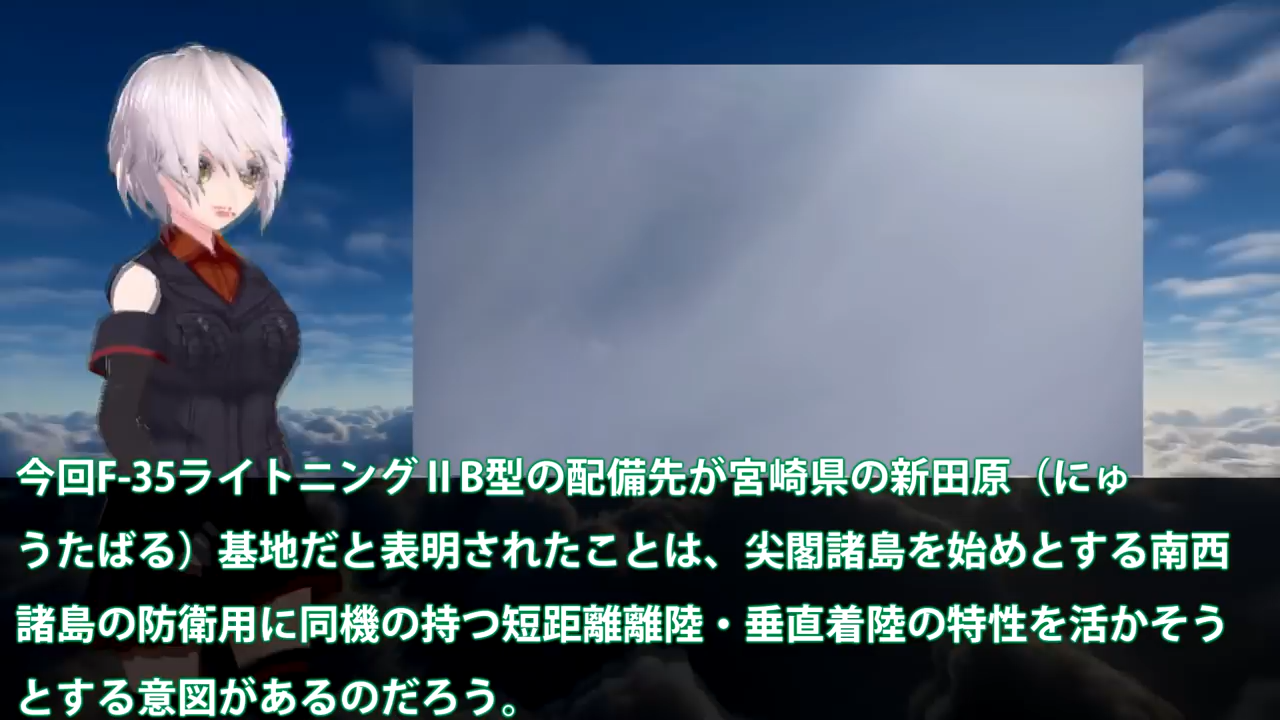 今回F-35ライトニングⅡB型の配備先が宮崎県の新田原（にゅ
うたばる）基地だと表明されたことは、尖閣諸島を始めとする南西
諸島の防衛用に同機の持つ短距離離陸・垂直着陸の特性を活かそう
とする意図があるのだろう。